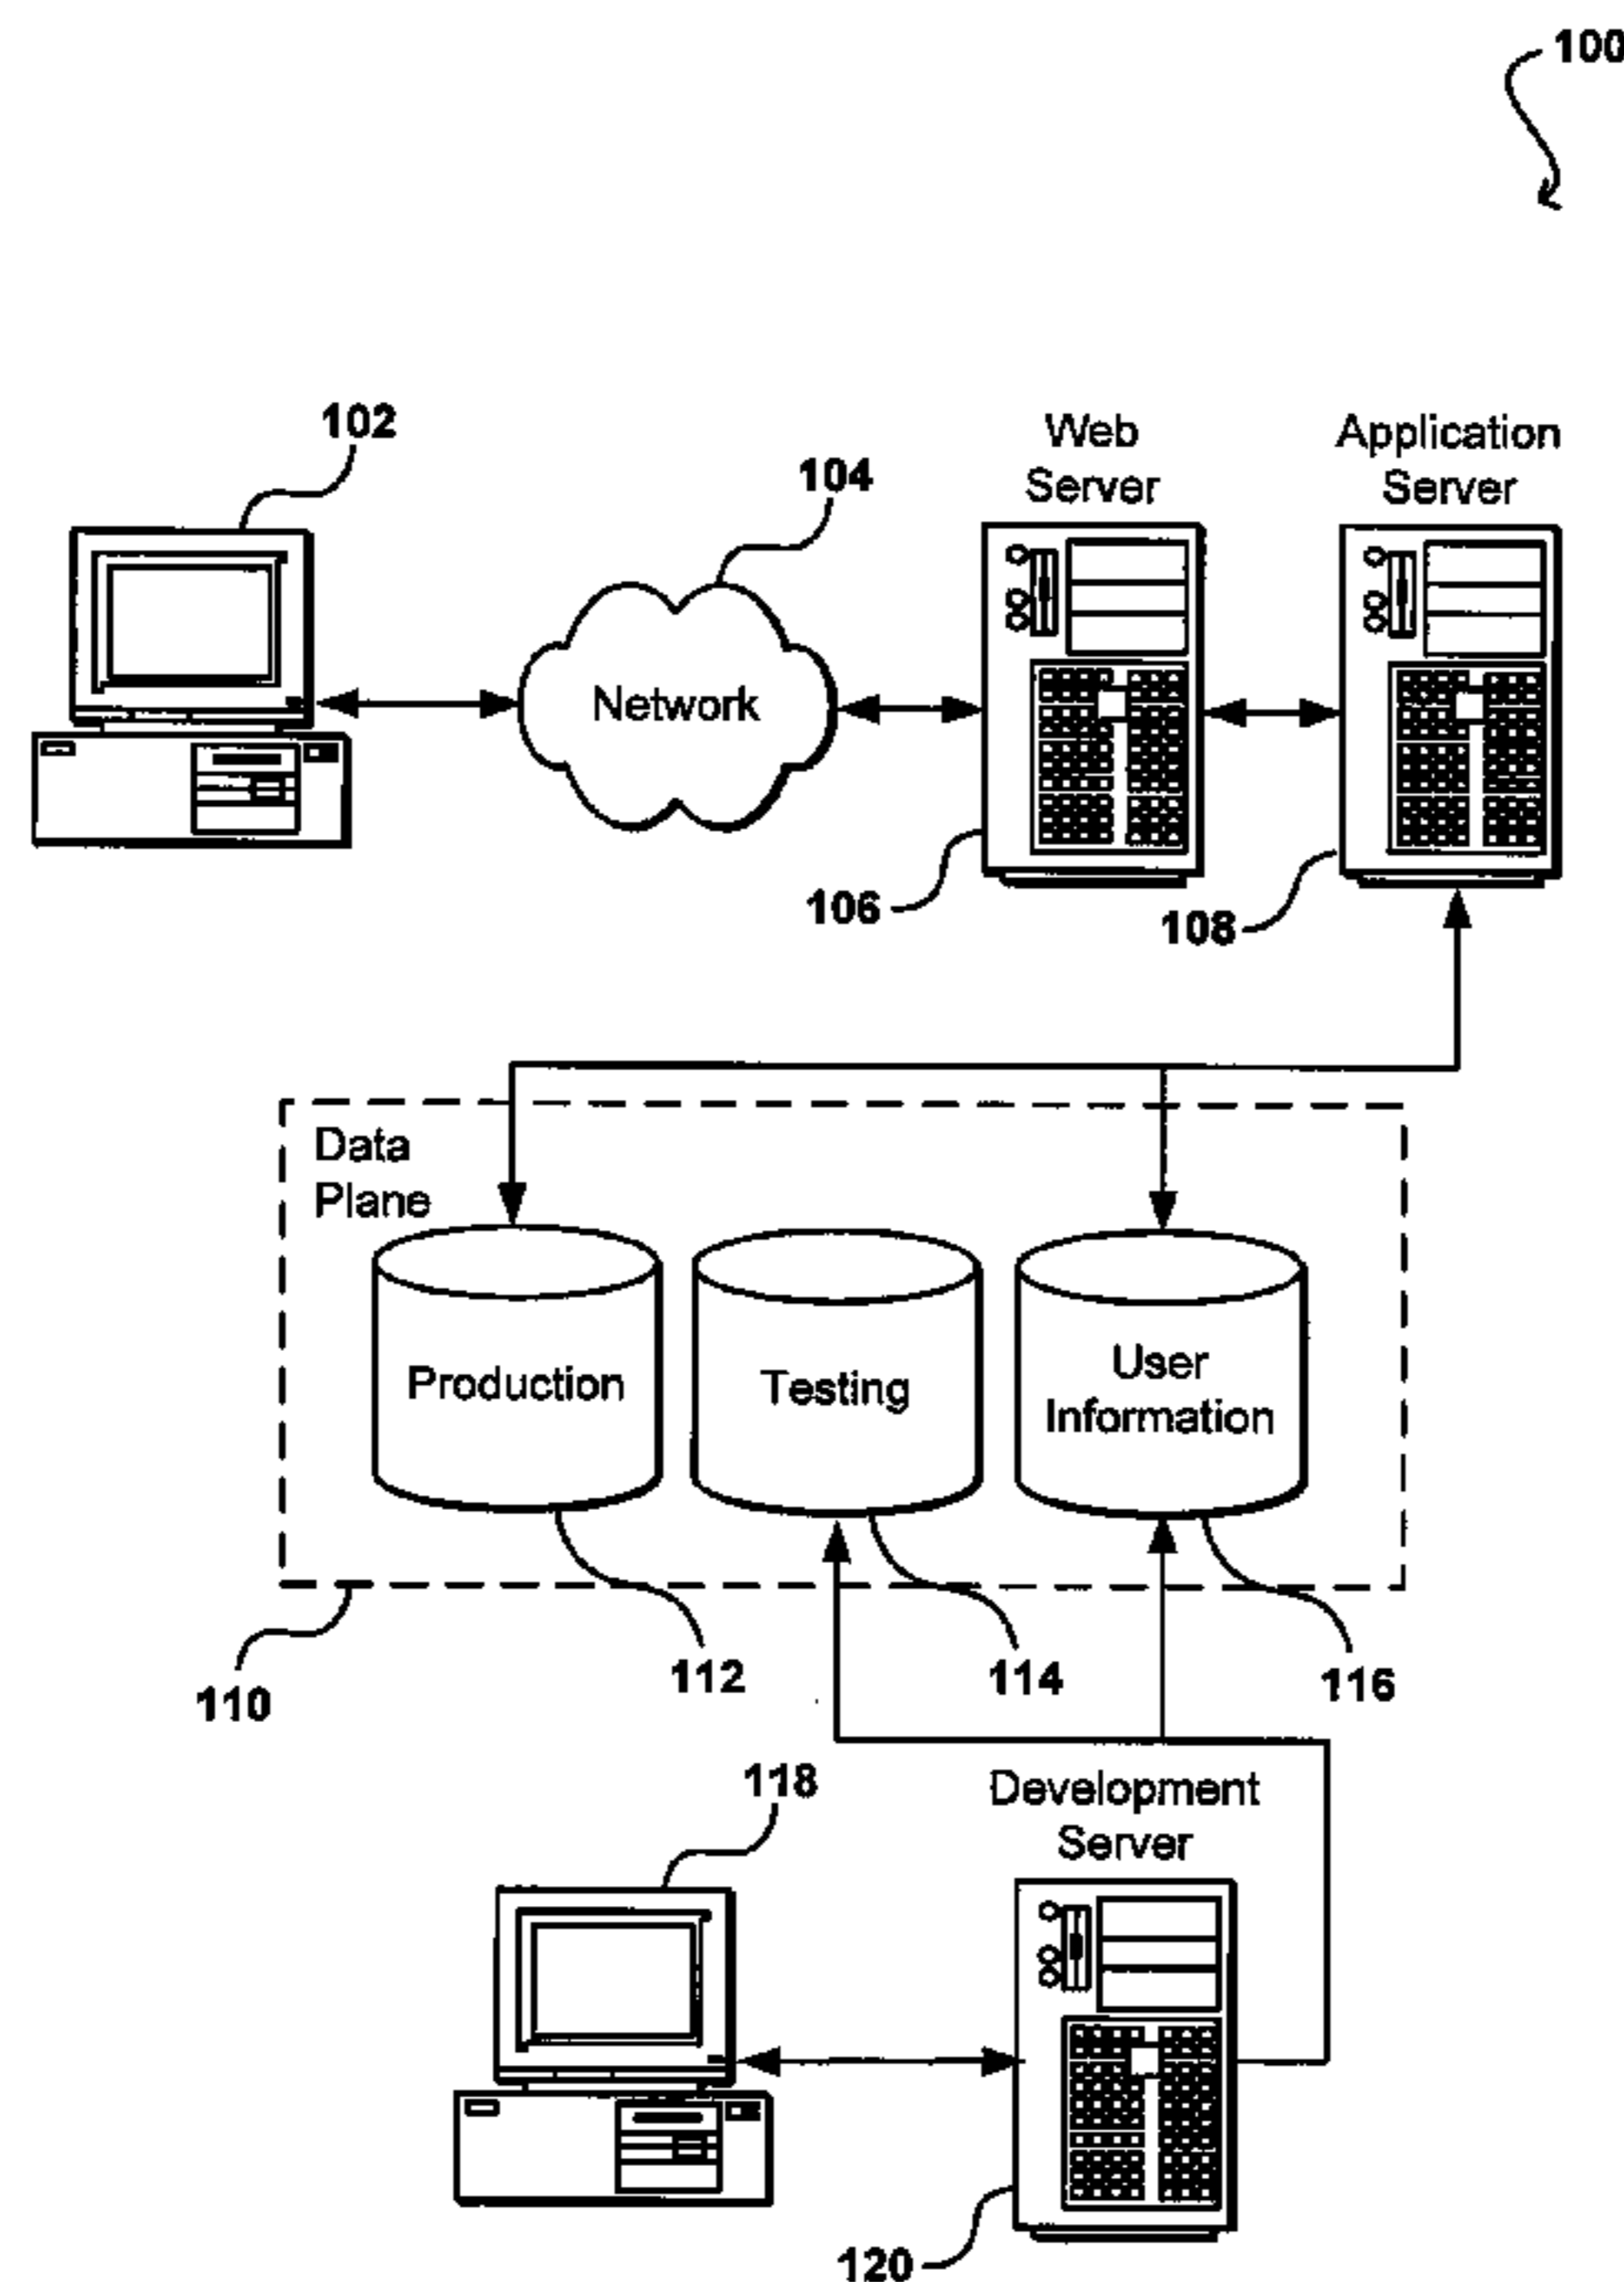 100
102
104
Web
Server
Application
Server
Network
106
108
Data
Plane
Production
Testing
User
Information
110
112
114
116
118
Development
Server
120